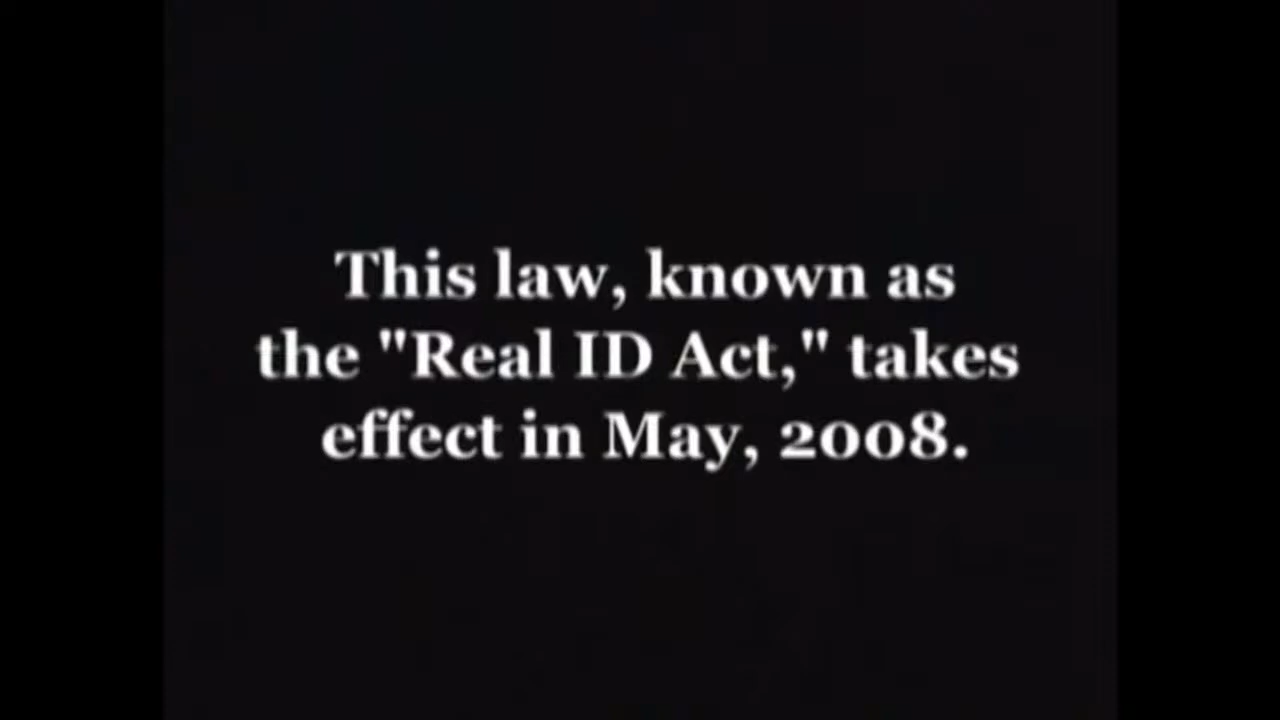 This law, known as
the "Real ID Act," takes
effect in May, 2008.